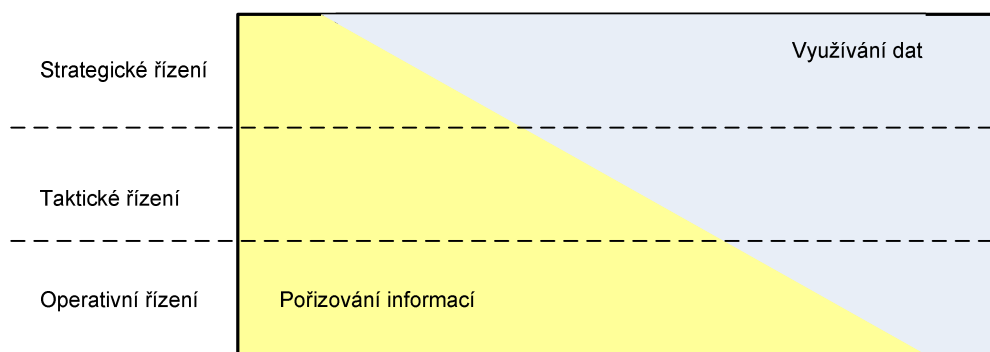 Využívání dat
Strategické řízení
Taktické řízení
Operativní řízení
Pořizování informací